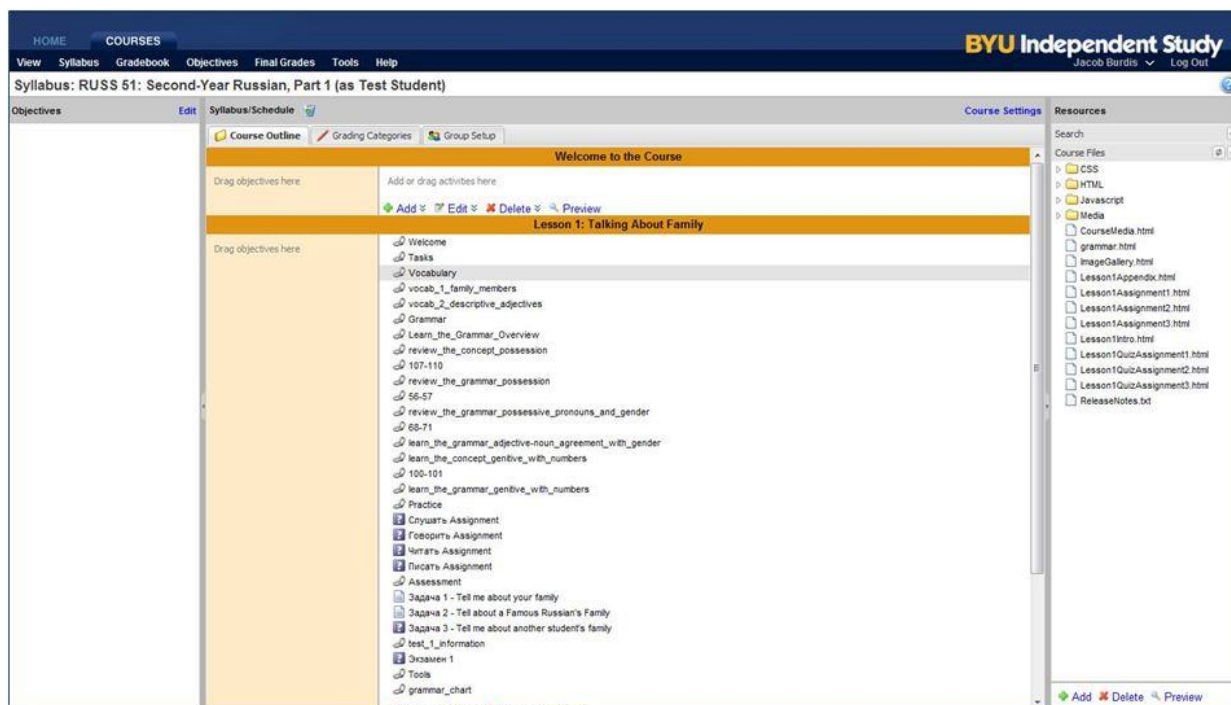 HOME COURSES
BYU Independent Study
View Syllabus Gradebook Objectives Final Grades Tools Help
Jacob Burdis Log Out
Syllabus: RUSS 51: Second-Year Russian, Part 1 (as Test Student)
Objectives Edit
Syllabus/Schedule Course Settings
Course Outline Grading Categories Group Setup
Welcome to the Course
Drag objectives here
Add or drag activities here
Add Edit Delete Preview
Lesson 1: Talking About Family
Drag objectives here
Welcome
Tasks
Vocabulary
vocab_1_family_members
vocab_2_descriptive_adjectives
Grammar
Learn_the_Grammar_Overview
review_the_concept_possession
107-110
review_the_grammar_possession
56-57
review_the_grammar_possessive_pronouns_and_gender
68-71
learn_the_grammar_adjective-noun_agreement_with_gender
learn_the_concept_genitive_with_numbers
100-101
learn_the_grammar_genitive_with_numbers
Practice
Слушать Assignment
Говорить Assignment
Читать Assignment
Писать Assignment
Assessment
Задача 1 - Tell me about your family
Задача 2 - Tell about a Famous Russian's Family
Задача 3 - Tell me about another student's family
test_1_information
Экзамен 1
Tools
grammar_chart
Resources
Search
Course Files
CSS
HTML
Javascript
Media
CourseMedia.html
grammar.html
ImageGallery.html
Lesson1Appendix.html
Lesson1Assignment1.html
Lesson1Assignment2.html
Lesson1Assignment3.html
Lesson1Intro.html
Lesson1QuizAssignment1.html
Lesson1QuizAssignment2.html
Lesson1QuizAssignment3.html
ReleaseNotes.txt
Add Delete Preview